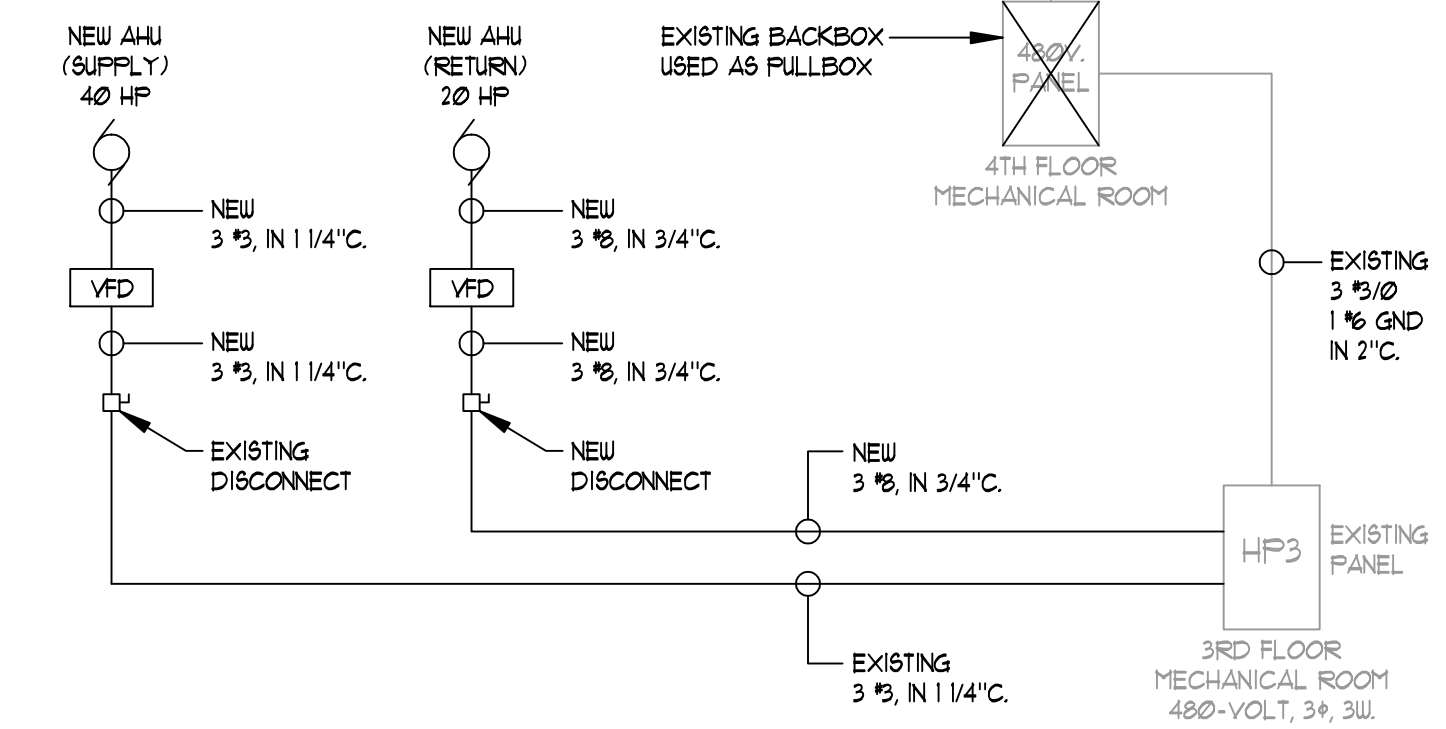 NEW AHU
(SUPPLY)
40 HP
NEW AHU
(RETURN)
20 HP
EXISTING BACKBOX
USED AS PULLBOX
480V.
PANEL
4TH FLOOR
MECHANICAL ROOM
NEW
3 #3, IN 1 1/4"C.
NEW
3 #8, IN 3/4"C.
EXISTING
3 #3/0
1 #6 GND
IN 2"C.
VFD
VFD
NEW
3 #3, IN 1 1/4"C.
NEW
3 #8, IN 3/4"C.
EXISTING
DISCONNECT
NEW
DISCONNECT
NEW
3 #8, IN 3/4"C.
HP3
EXISTING
PANEL
EXISTING
3 #3, IN 1 1/4"C.
3RD FLOOR
MECHANICAL ROOM
480-VOLT, 3Φ, 3W.